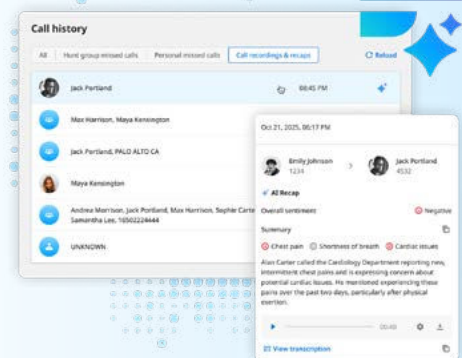 Call history
All Hunt group missed calls Personal missed calls Call recordings & recaps Reload
Jack Portland 08:45 PM
Max Harrison, Maya Kensington
Jack Portland, PALO ALTO CA
Maya Kensington
Andrea Morrison, Jack Portland, Max Harrison, Sophie Carte
Samantha Lee, 16502224444
UNKNOWN
Oct 21, 2025, 06:17 PM
Emily Johnson > Jack Portland
1234 4532
AI Recap
Overall sentiment Negative
Summary
Chest pain Shortness of breath Cardiac issues
Alan Carter called the Cardiology Department reporting new,
intermittent chest pains and is expressing concern about
potential cardiac issues. He mentioned experiencing these
pains over the past two days, particularly after physical
exertion.
00:49
View transcription